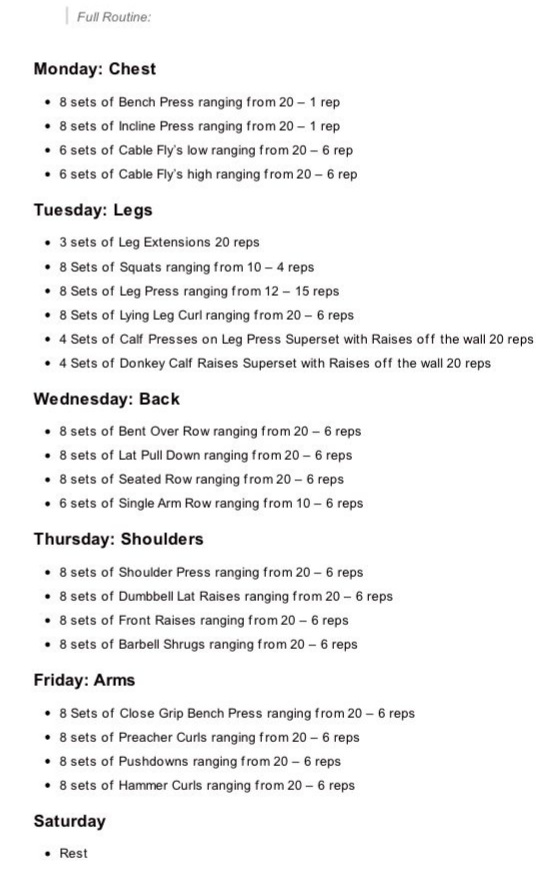 Full Routine:
Monday: Chest
• 8 sets of Bench Press ranging from 20 – 1 rep
• 8 sets of Incline Press ranging from 20 – 1 rep
• 6 sets of Cable Fly's low ranging from 20 – 6 rep
• 6 sets of Cable Fly's high ranging from 20 – 6 rep
Tuesday: Legs
• 3 sets of Leg Extensions 20 reps
• 8 Sets of Squats ranging from 10 – 4 reps
• 8 Sets of Leg Press ranging from 12 – 15 reps
• 8 Sets of Lying Leg Curl ranging from 20 – 6 reps
• 4 Sets of Calf Presses on Leg Press Superset with Raises off the wall 20 reps
• 4 Sets of Donkey Calf Raises Superset with Raises off the wall 20 reps
Wednesday: Back
• 8 sets of Bent Over Row ranging from 20 – 6 reps
• 8 sets of Lat Pull Down ranging from 20 – 6 reps
• 8 sets of Seated Row ranging from 20 – 6 reps
• 6 sets of Single Arm Row ranging from 10 – 6 reps
Thursday: Shoulders
• 8 sets of Shoulder Press ranging from 20 – 6 reps
• 8 sets of Dumbbell Lat Raises ranging from 20 – 6 reps
• 8 sets of Front Raises ranging from 20 – 6 reps
• 8 sets of Barbell Shrugs ranging from 20 – 6 reps
Friday: Arms
• 8 Sets of Close Grip Bench Press ranging from 20 – 6 reps
• 8 sets of Preacher Curls ranging from 20 – 6 reps
• 8 sets of Pushdowns ranging from 20 – 6 reps
• 8 sets of Hammer Curls ranging from 20 – 6 reps
Saturday
• Rest